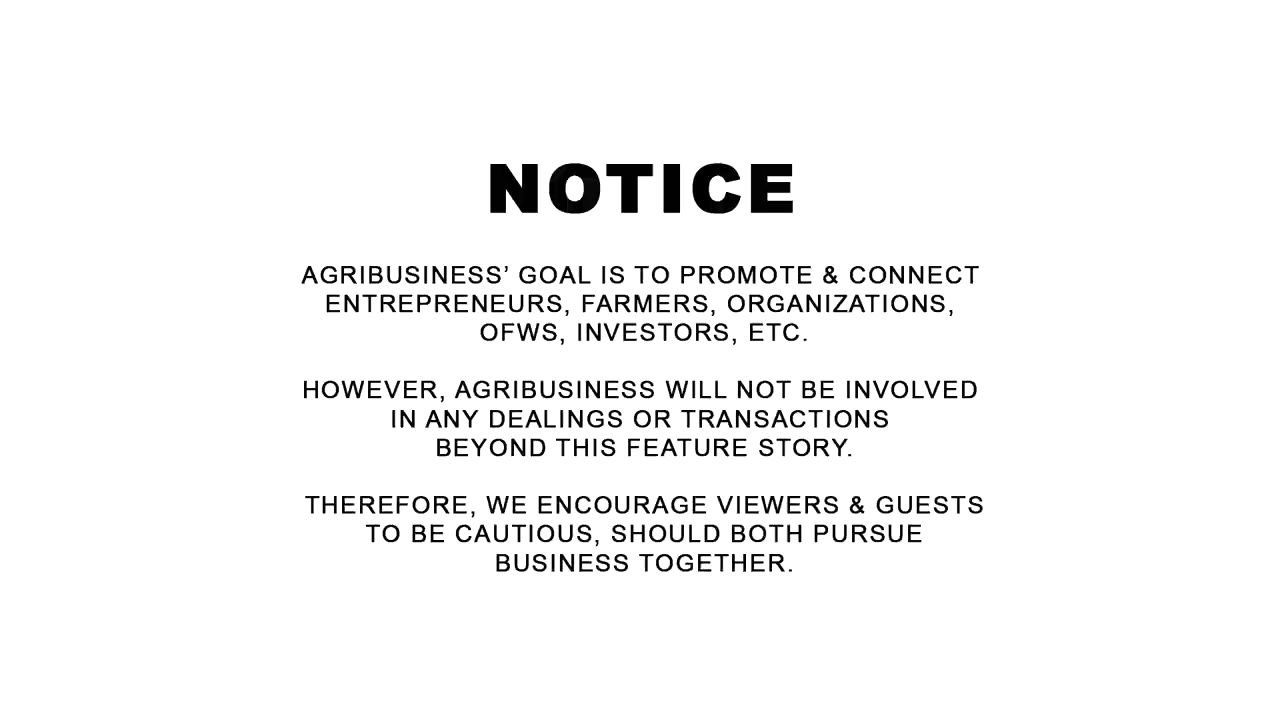 NOTICE
AGRIBUSINESS’ GOAL IS TO PROMOTE & CONNECT
ENTREPRENEURS, FARMERS, ORGANIZATIONS,
OFWS, INVESTORS, ETC.
HOWEVER, AGRIBUSINESS WILL NOT BE INVOLVED
IN ANY DEALINGS OR TRANSACTIONS
BEYOND THIS FEATURE STORY.
THEREFORE, WE ENCOURAGE VIEWERS & GUESTS
TO BE CAUTIOUS, SHOULD BOTH PURSUE
BUSINESS TOGETHER.